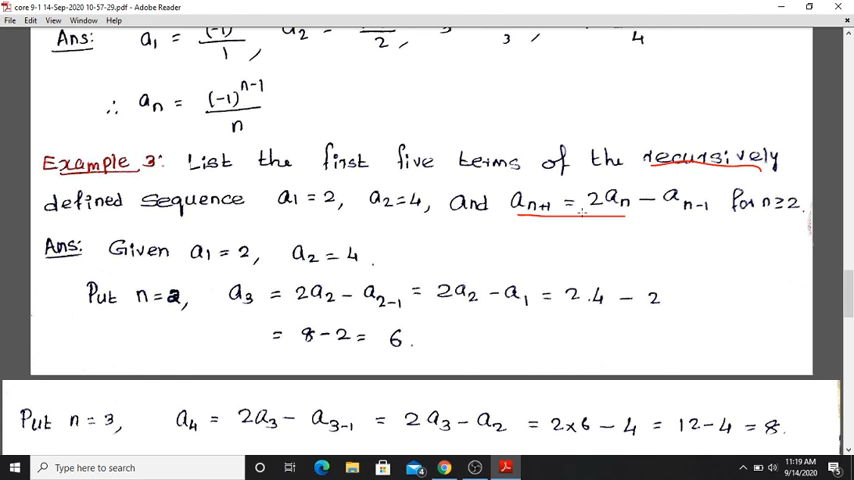 core 9-1 14-Sep-2020 10-57-29.pdf - Adobe Reader
File Edit View Window Help
Ans: a1 = (-1)/1 , a2 = /2 , 3 3 , 4
∴ an = (-1)^(n-1)/n
Example 3: List the first five terms of the recursively
defined sequence a1 = 2, a2 = 4, and an+1 = 2an - an-1 for n ≥ 2.
Ans: Given a1 = 2, a2 = 4.
Put n = 2, a3 = 2a2 - a2-1 = 2a2 - a1 = 2.4 - 2
= 8 - 2 = 6.
Put n = 3, a4 = 2a3 - a3-1 = 2a3 - a2 = 2x6 - 4 = 12 - 4 = 8.
Type here to search
4
11:19 AM
9/14/2020
5